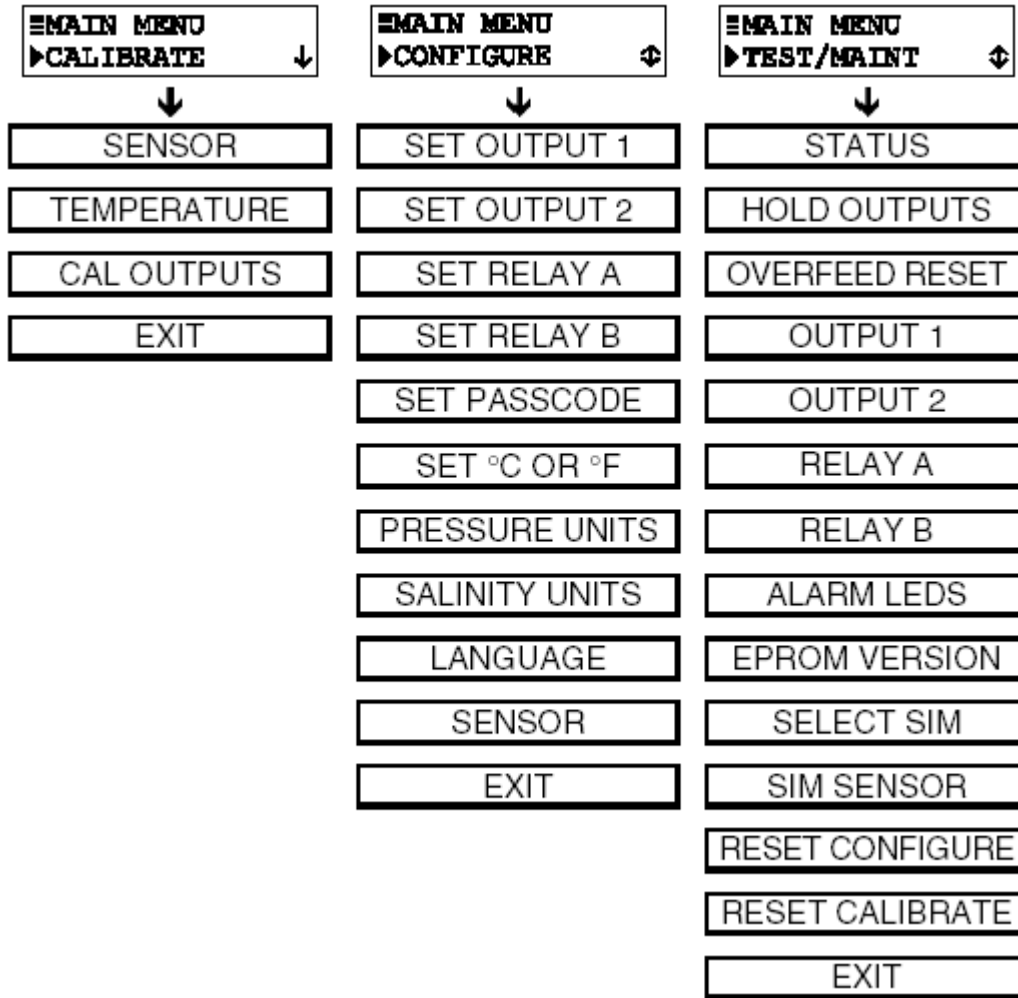 ≡MAIN MENU
▶CALIBRATE ↓
SENSOR
TEMPERATURE
CAL OUTPUTS
EXIT
≡MAIN MENU
▶CONFIGURE ↕
SET OUTPUT 1
SET OUTPUT 2
SET RELAY A
SET RELAY B
SET PASSCODE
SET °C OR °F
PRESSURE UNITS
SALINITY UNITS
LANGUAGE
SENSOR
EXIT
≡MAIN MENU
▶TEST/MAINT ↕
STATUS
HOLD OUTPUTS
OVERFEED RESET
OUTPUT 1
OUTPUT 2
RELAY A
RELAY B
ALARM LEDS
EPROM VERSION
SELECT SIM
SIM SENSOR
RESET CONFIGURE
RESET CALIBRATE
EXIT